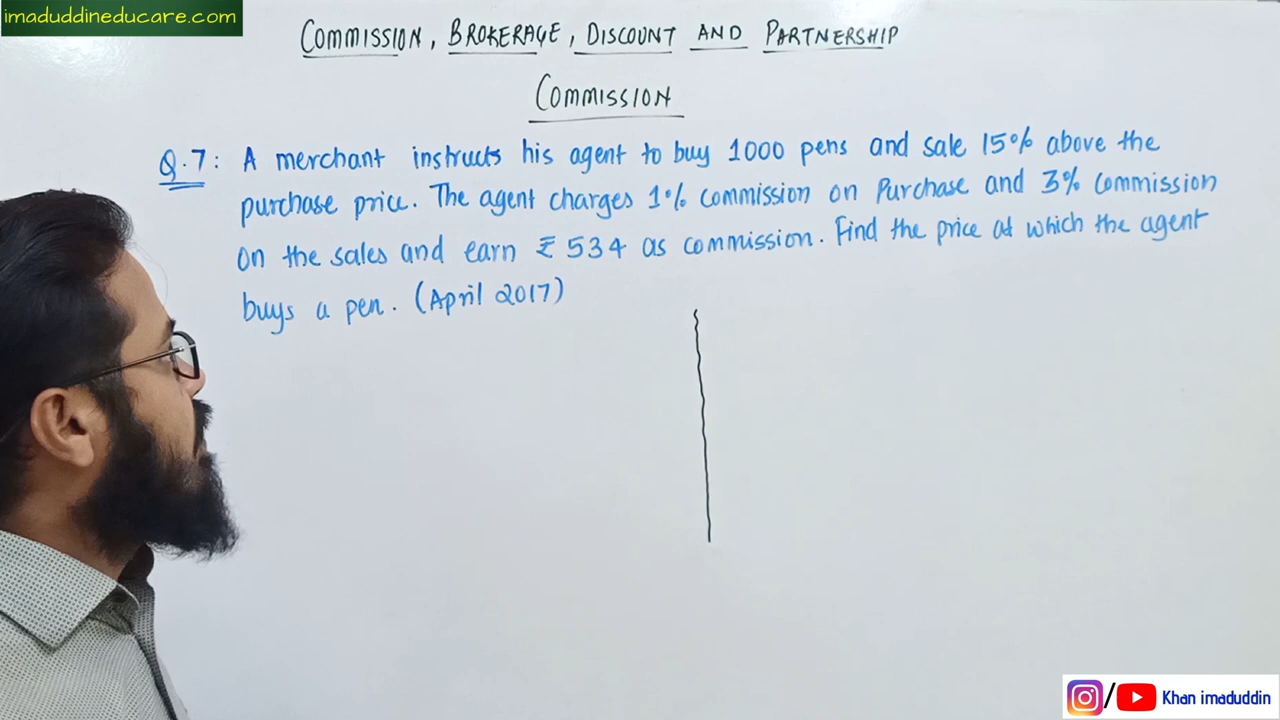 imaduddineducare.com
COMMISSION, BROKERAGE, DISCOUNT AND PARTNERSHIP
COMMISSION
Q.7: A merchant instructs his agent to buy 1000 pens and sale 15% above the
purchase price. The agent charges 1% commission on Purchase and 3% Commission
on the sales and earn ₹534 as commission. Find the price at which the agent
buys a pen. (April 2017)
Khan imaduddin